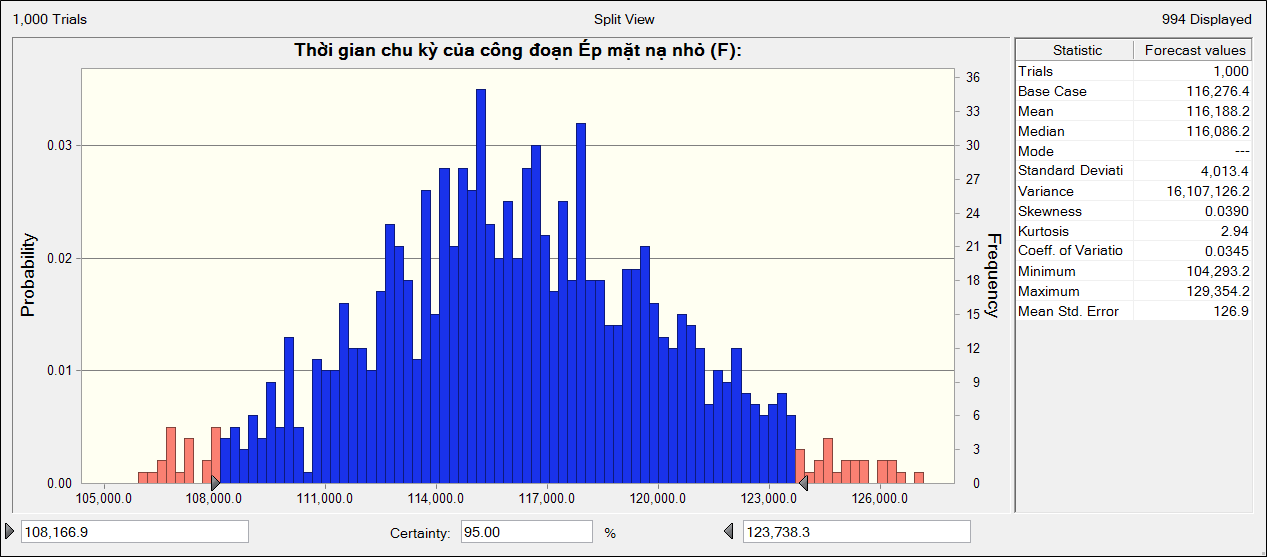 1,000 Trials Split View 994 Displayed
Thời gian chu kỳ của công đoạn Ép mặt nạ nhỏ (F):
Probability
0.03
0.02
0.01
0.00
36
33
30
27
24
21
18
15
12
9
6
3
0
Frequency
105,000.0 108,000.0 111,000.0 114,000.0 117,000.0 120,000.0 123,000.0 126,000.0
Statistic Forecast values
Trials 1,000
Base Case 116,276.4
Mean 116,188.2
Median 116,086.2
Mode ---
Standard Deviati 4,013.4
Variance 16,107,126.2
Skewness 0.0390
Kurtosis 2.94
Coeff. of Variatio 0.0345
Minimum 104,293.2
Maximum 129,354.2
Mean Std. Error 126.9
108,166.9 Certainty: 95.00 % 123,738.3